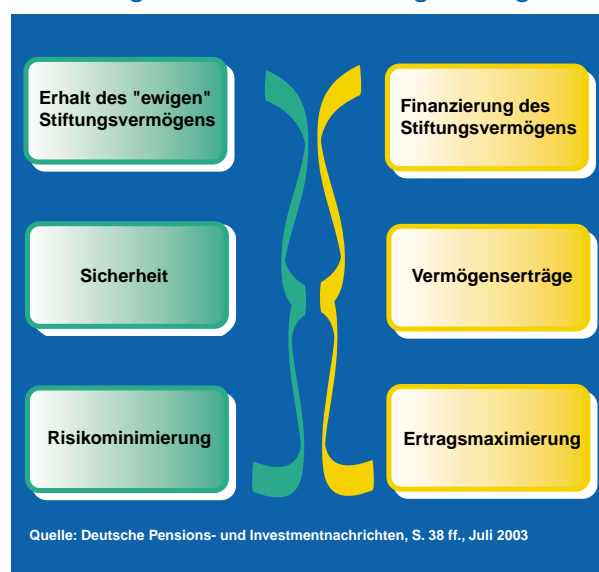 Erhalt des "ewigen"
Stiftungsvermögens
Finanzierung des
Stiftungsvermögens
Sicherheit
Vermögenserträge
Risikominimierung
Ertragsmaximierung
Quelle: Deutsche Pensions- und Investmentnachrichten, S. 38 ff., Juli 2003